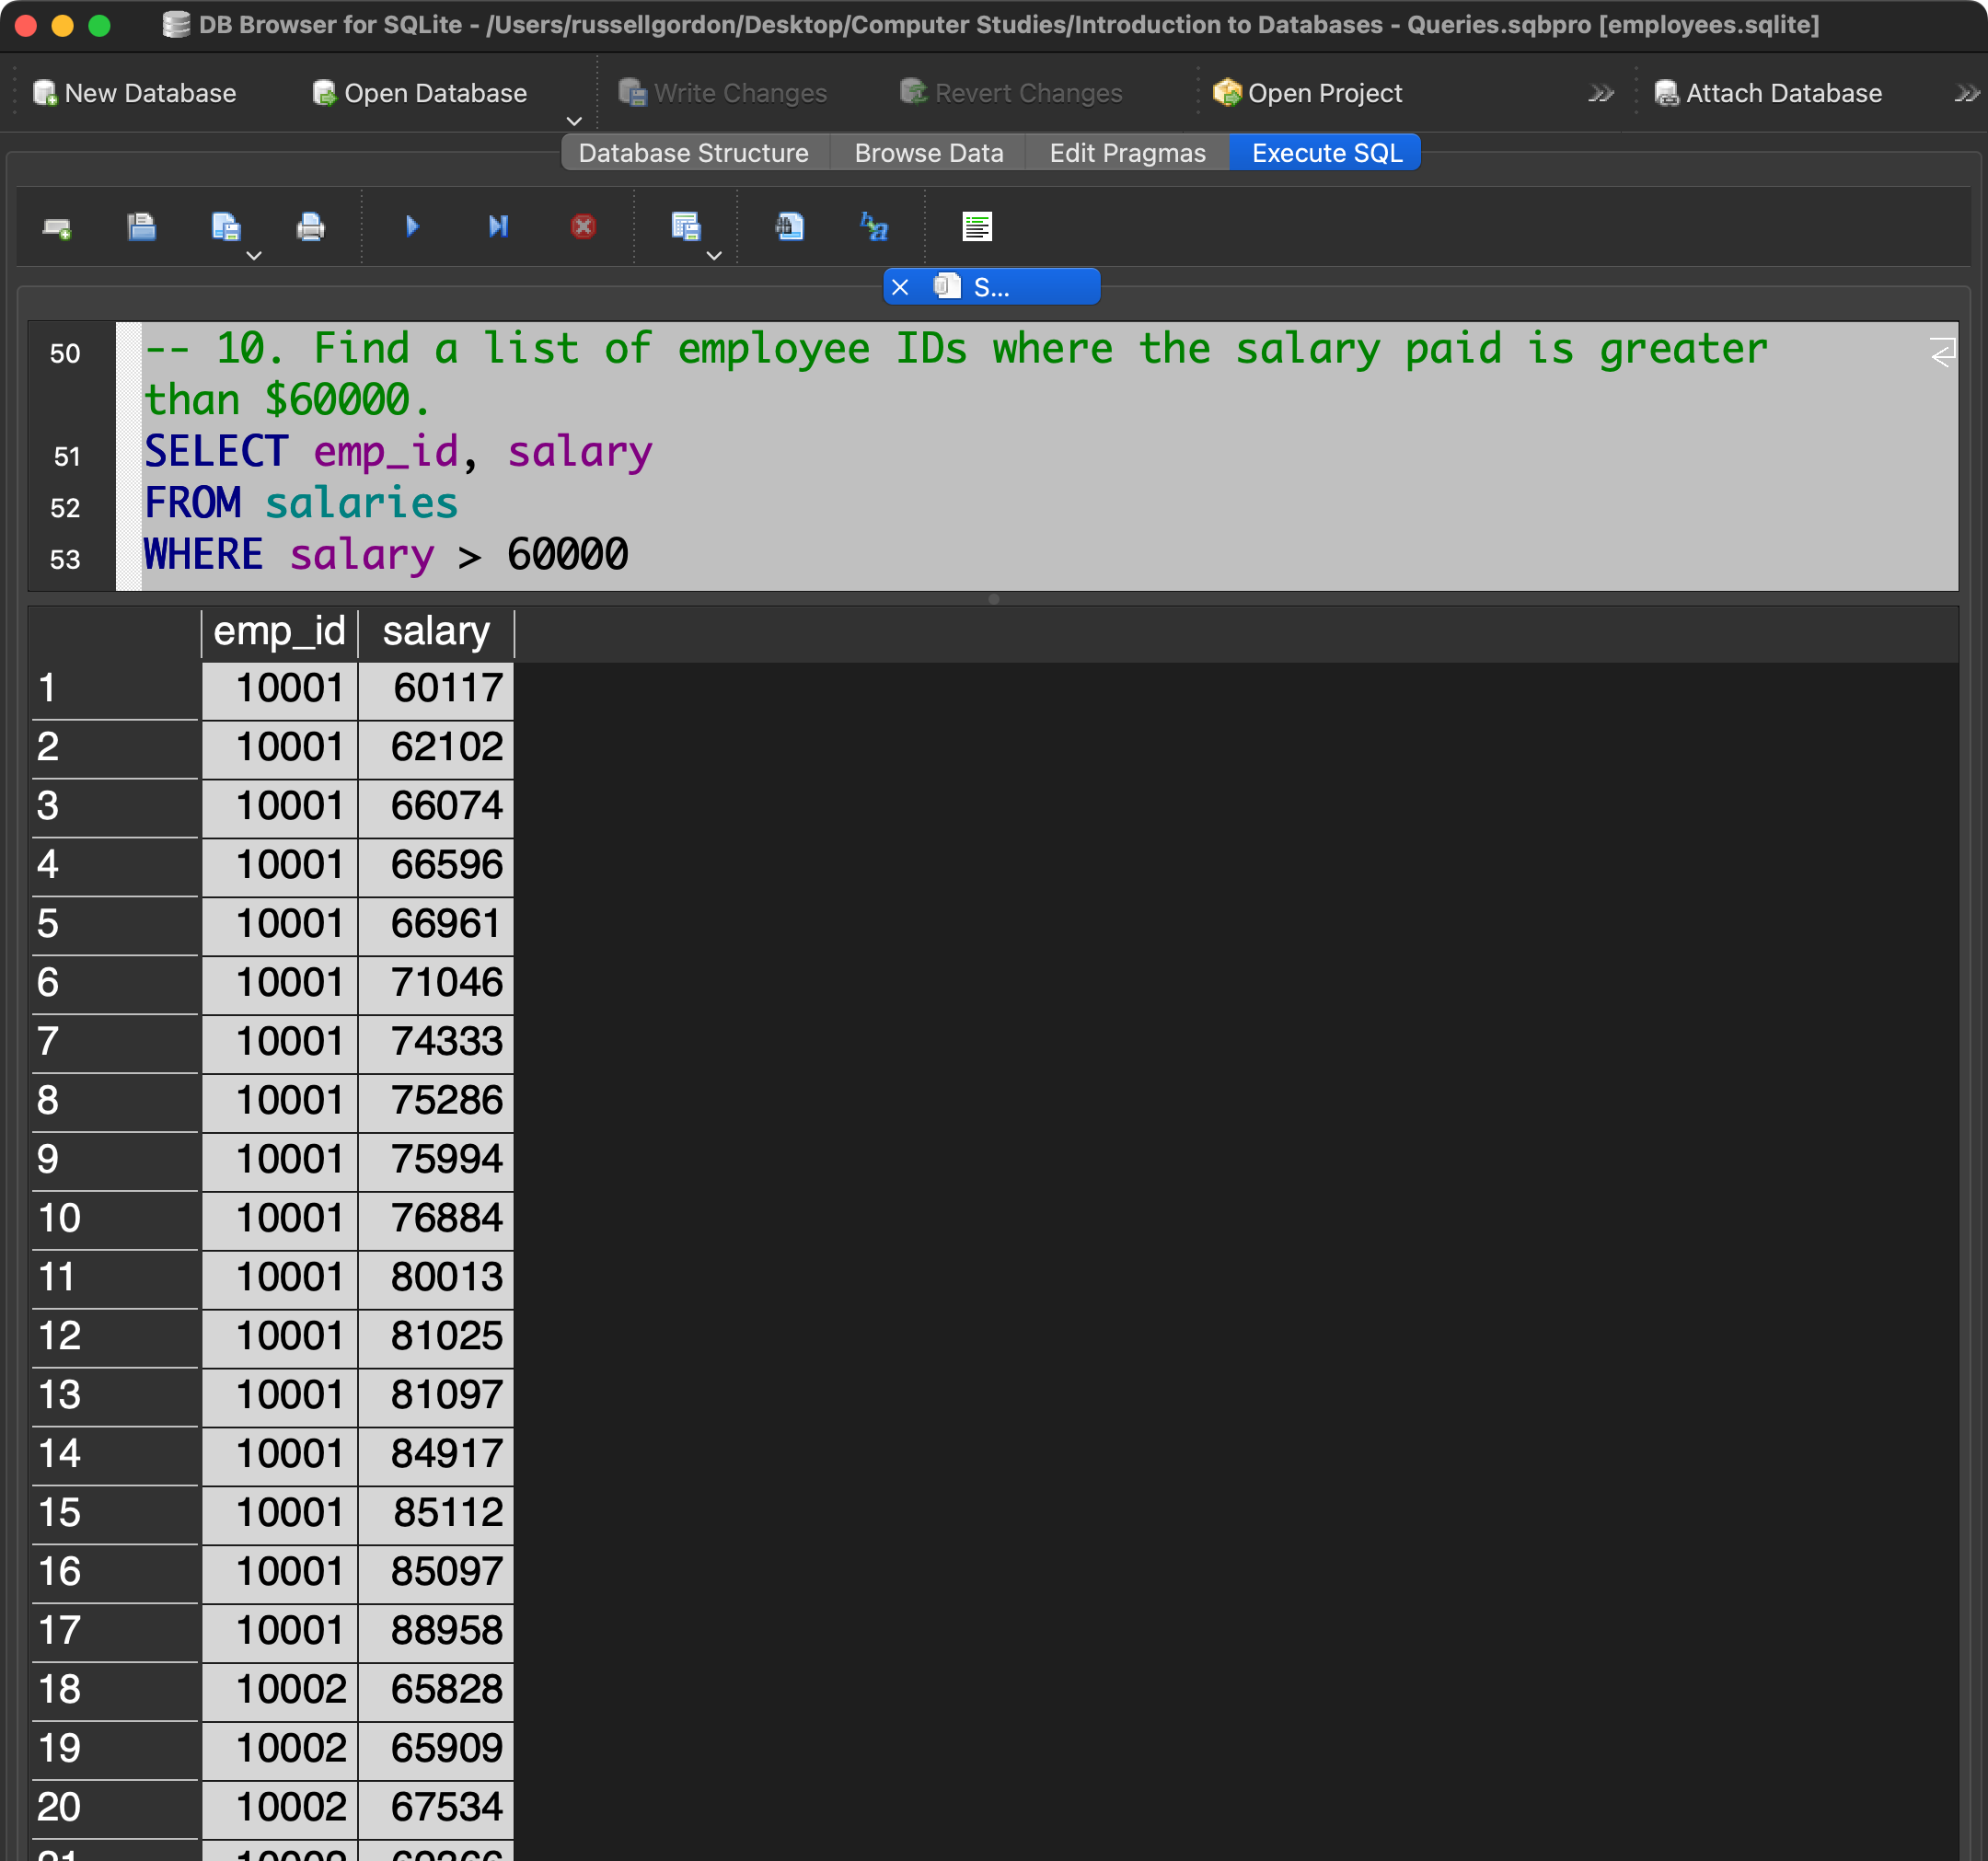 DB Browser for SQLite - /Users/russellgordon/Desktop/Computer Studies/Introduction to Databases - Queries.sqbpro [employees.sqlite]
New Database Open Database Write Changes Revert Changes Open Project Attach Database
Database Structure Browse Data Edit Pragmas Execute SQL
S...
50 -- 10. Find a list of employee IDs where the salary paid is greater
than $60000.
51 SELECT emp_id, salary
52 FROM salaries
53 WHERE salary > 60000
emp_id salary
1 10001 60117
2 10001 62102
3 10001 66074
4 10001 66596
5 10001 66961
6 10001 71046
7 10001 74333
8 10001 75286
9 10001 75994
10 10001 76884
11 10001 80013
12 10001 81025
13 10001 81097
14 10001 84917
15 10001 85112
16 10001 85097
17 10001 88958
18 10002 65828
19 10002 65909
20 10002 67534